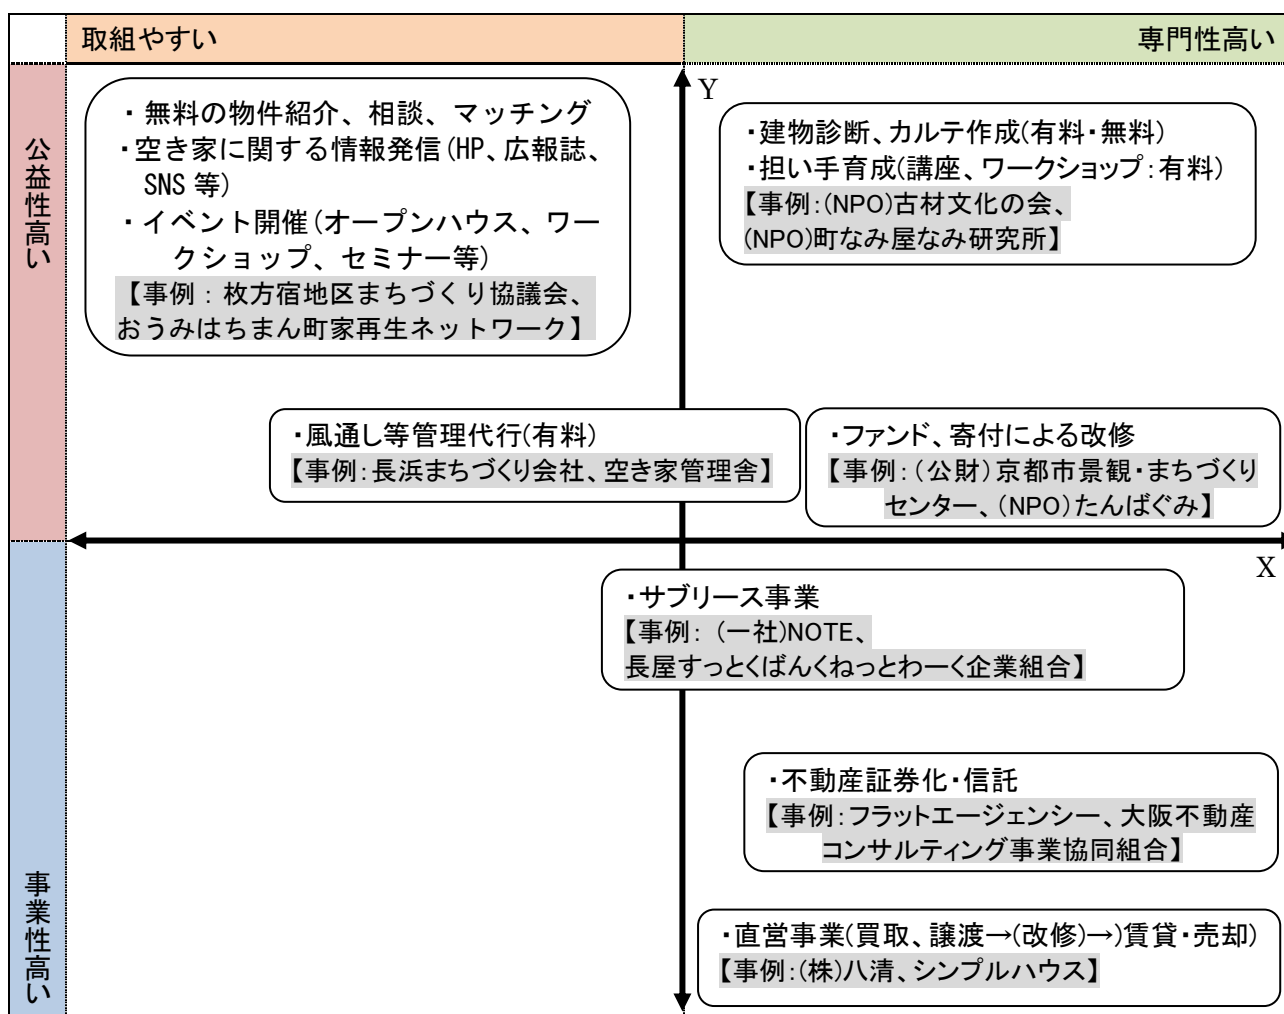 取組やすい
専門性高い
公益性高い
Y
・無料の物件紹介、相談、マッチング
・空き家に関する情報発信(HP、広報誌、
SNS 等)
・イベント開催(オープンハウス、ワー
クショップ、セミナー等)
【事例：枚方宿地区まちづくり協議会、
おうみはちまん町家再生ネットワーク】
・建物診断、カルテ作成(有料・無料)
・担い手育成(講座、ワークショップ：有料)
【事例：(NPO)古材文化の会、
(NPO)町なみ屋なみ研究所】
・風通し等管理代行(有料)
【事例：長浜まちづくり会社、空き家管理舎】
・ファンド、寄付による改修
【事例：(公財)京都市景観・まちづくり
センター、(NPO)たんばぐみ】
X
・サブリース事業
【事例：(一社)NOTE、
長屋すっとくばんくねっとわーく企業組合】
・不動産証券化・信託
【事例：フラットエージェンシー、大阪不動産
コンサルティング事業協同組合】
事業性高い
・直営事業(買取、譲渡→(改修)→)賃貸・売却)
【事例：(株)八清、シンプルハウス】